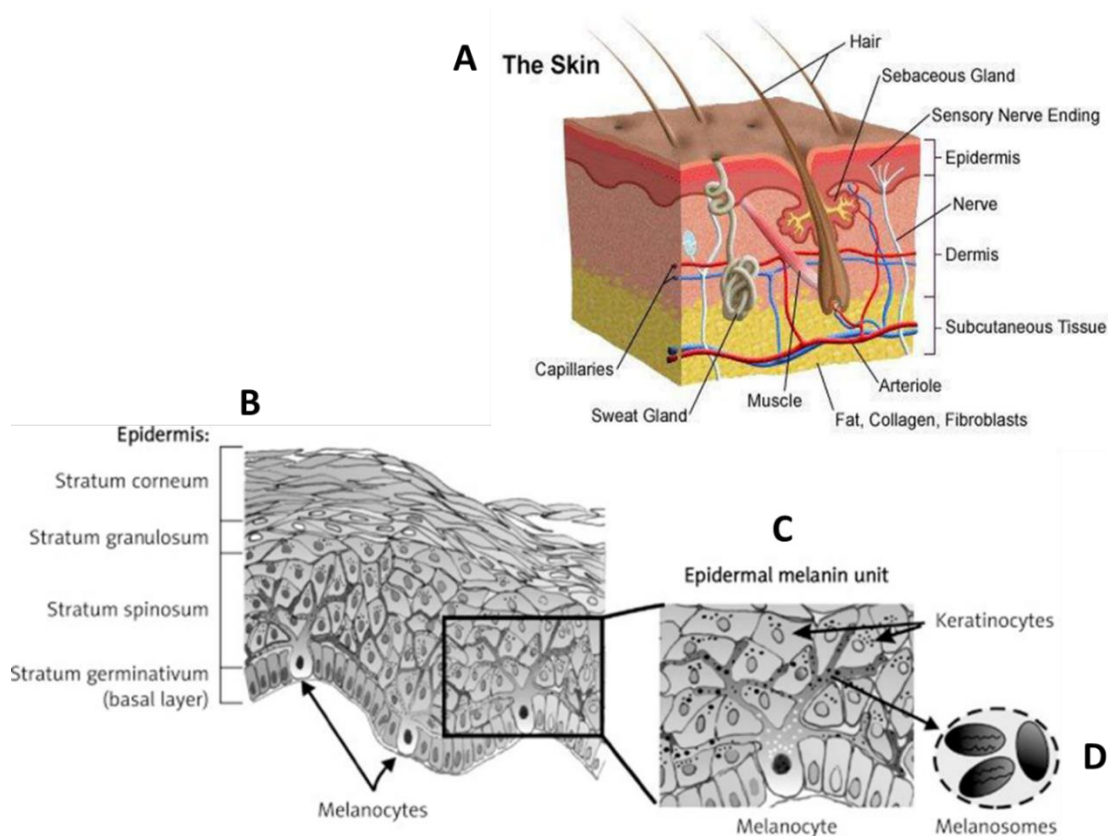 A
The Skin
Hair
Sebaceous Gland
Sensory Nerve Ending
Epidermis
Nerve
Dermis
Subcutaneous Tissue
Capillaries
Sweat Gland
Muscle
Arteriole
Fat, Collagen, Fibroblasts
B
Epidermis:
Stratum corneum
Stratum granulosum
Stratum spinosum
Stratum germinativum
(basal layer)
Melanocytes
C
Epidermal melanin unit
Keratinocytes
Melanocyte
D
Melanosomes